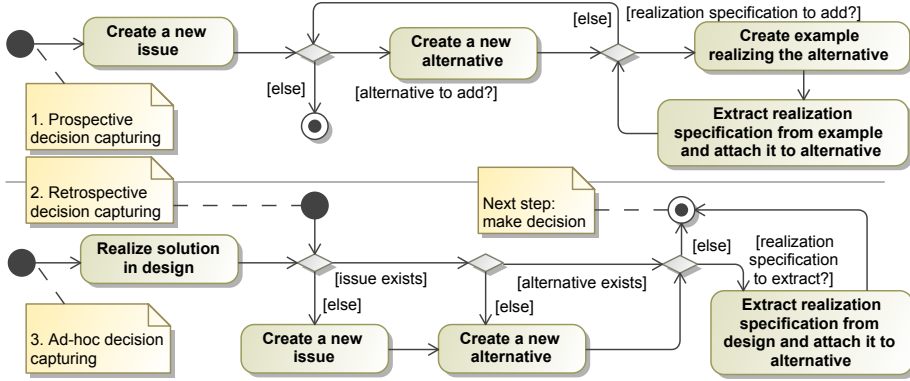 Create a new
issue
[else]
[alternative to add?]
Create a new
alternative
[else]
[realization specification to add?]
Create example
realizing the alternative
Extract realization
specification from example
and attach it to alternative
1. Prospective
decision capturing
2. Retrospective
decision capturing
Next step:
make decision
Realize solution
in design
[issue exists]
[else]
[alternative exists]
[else]
[else]
[realization
specification
to extract?]
Create a new
issue
Create a new
alternative
Extract realization
specification from
design and attach it to
alternative
3. Ad-hoc decision
capturing